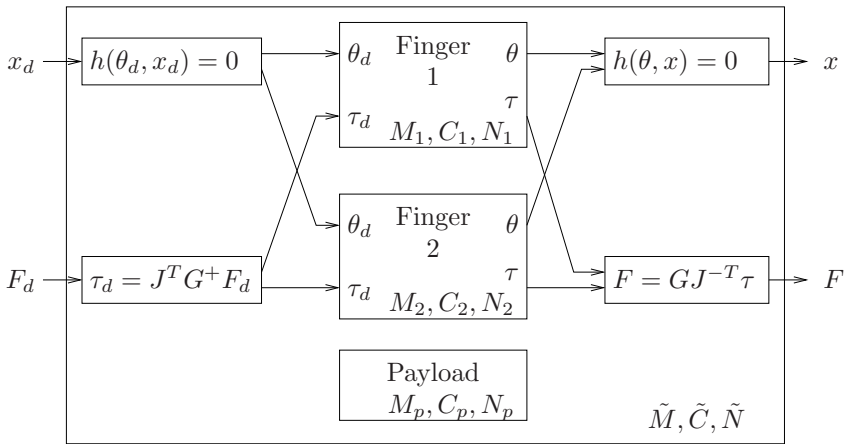 x_d
h(θ_d, x_d) = 0
θ_d Finger θ
1
τ
τ_d
M_1, C_1, N_1
h(θ, x) = 0
x
F_d
τ_d = J^T G^+ F_d
θ_d Finger θ
2
τ
τ_d
M_2, C_2, N_2
F = GJ^{-T} τ
F
Payload
M_p, C_p, N_p
M̃, C̃, Ñ